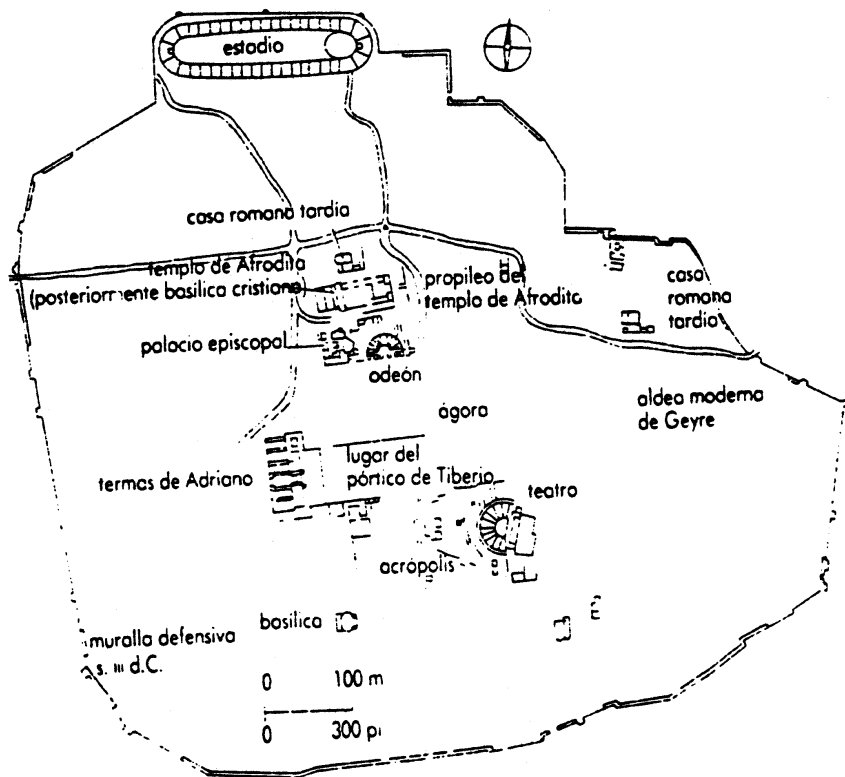 estadio
casa romana tardía
templo de Afrodita
(posteriormente basílica cristiana
propileo del
templo de Afrodita
casa
romana
tardía
palacio episcopal
odeón
ágora
aldea moderna
de Geyre
termas de Adriano
lugar del
pórtico de Tiberio
teatro
acrópolis
basílica
muralla defensiva
s. III d.C.
0 100 m
0 300 pi